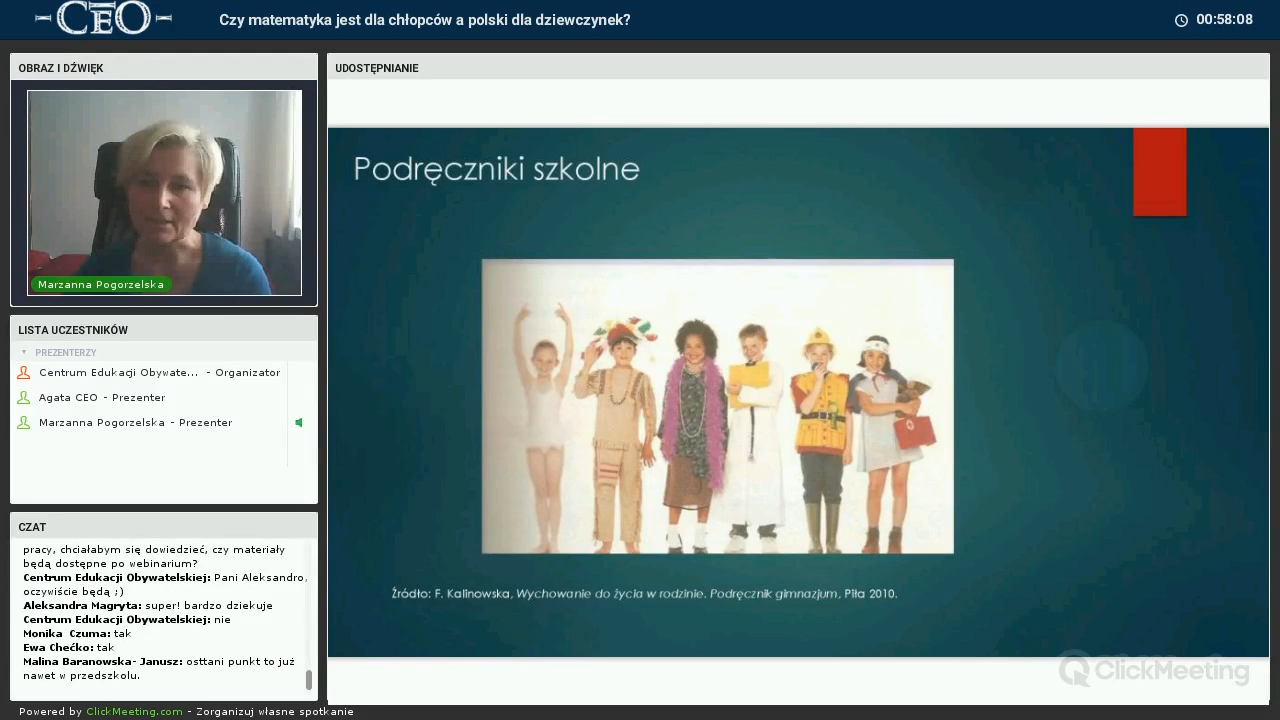 CEO
Czy matematyka jest dla chłopców a polski dla dziewczynek?
00:58:08
OBRAZ I DŹWIĘK
Marzanna Pogorzelska
LISTA UCZESTNIKÓW
PREZENTERZY
Centrum Edukacji Obywate... - Organizator
Agata CEO - Prezenter
Marzanna Pogorzelska - Prezenter
CZAT
pracy, chciałabym się dowiedzieć, czy materiały
będą dostępne po webinarium?
Centrum Edukacji Obywatelskiej: Pani Aleksandro,
oczywiście będą ;)
Aleksandra Magryta: super! bardzo dziekuje
Centrum Edukacji Obywatelskiej: nie
Monika Czuma: tak
Ewa Chećko: tak
Malina Baranowska- Janusz: osttani punkt to już
nawet w przedszkolu.
Powered by ClickMeeting.com - Zorganizuj własne spotkanie
UDOSTĘPNIANIE
Podręczniki szkolne
Źródło: F. Kalinowska, Wychowanie do życia w rodzinie. Podręcznik gimnazjum, Piła 2010.
ClickMeeting